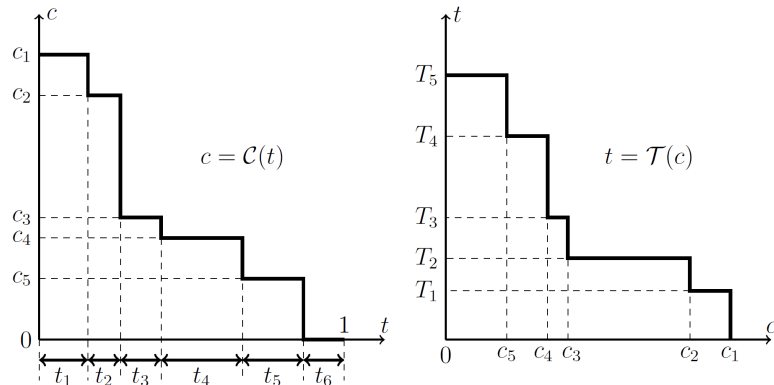 c
c₁
c₂
c = 𝒞(t)
c₃
c₄
c₅
0
1
t
t₁ t₂ t₃ t₄ t₅ t₆
t
T₅
T₄
t = 𝒯(c)
T₃
T₂
T₁
0 c₅ c₄ c₃ c₂ c₁ c